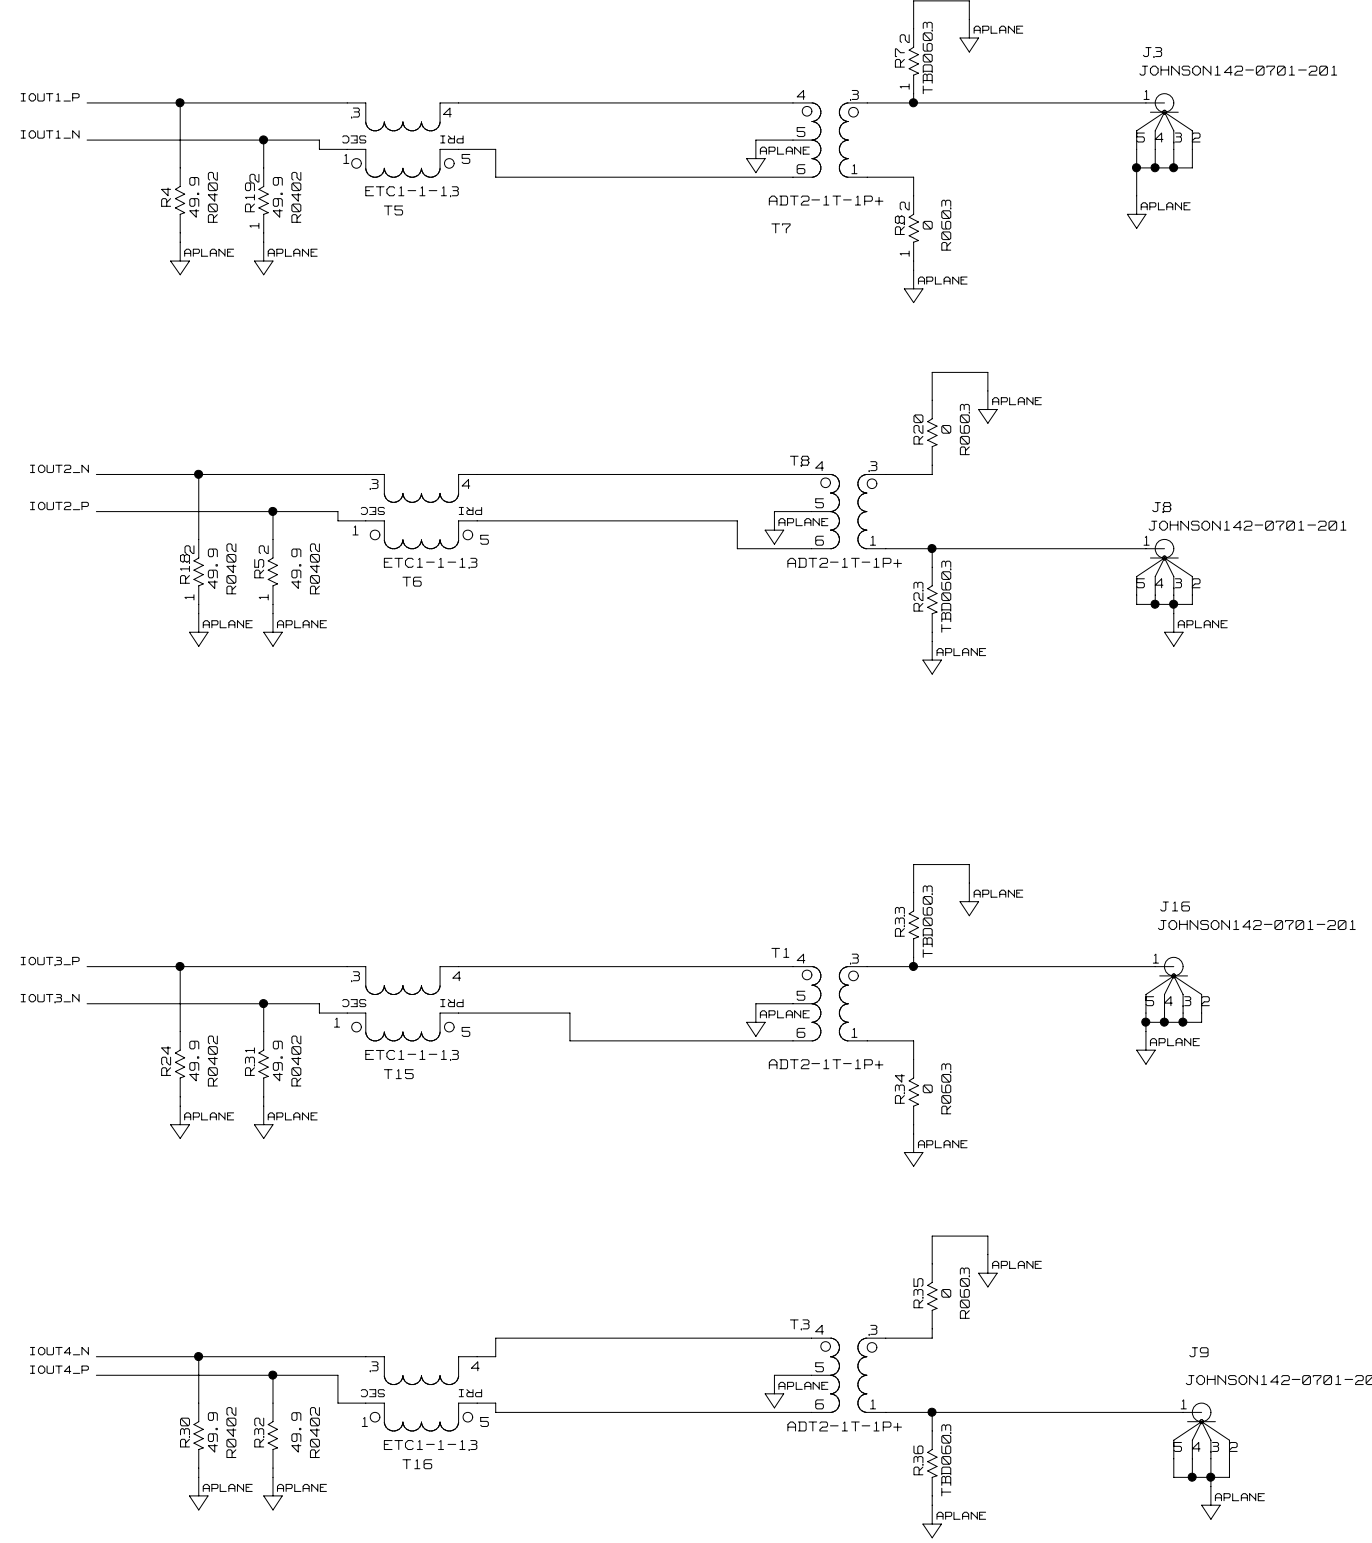 R7
2
TBD0603
1
APLANE
J3
JOHNSON142-0701-201
IOUT1_P
IOUT1_N
3
4
SEC
PRI
1
5
ETC1-1-13
T5
R4
49.9
R0402
APLANE
R19
2
1
49.9
R0402
APLANE
4
5
6
APLANE
3
1
ADT2-1T-1P+
T7
R8
2
1
0
R0603
APLANE
1
5
4
3
2
APLANE
R20
0
R0603
APLANE
IOUT2_N
IOUT2_P
3
4
SEC
PRI
1
5
ETC1-1-13
T6
R18
2
1
49.9
R0402
APLANE
R5
2
1
49.9
R0402
APLANE
T8
4
5
6
APLANE
3
1
ADT2-1T-1P+
R23
TBD0603
APLANE
J8
JOHNSON142-0701-201
1
5
4
3
2
APLANE
R33
TBD0603
APLANE
J16
JOHNSON142-0701-201
IOUT3_P
IOUT3_N
3
4
SEC
PRI
1
5
ETC1-1-13
T15
R24
49.9
R0402
APLANE
R31
49.9
R0402
APLANE
T1
4
5
6
APLANE
3
1
ADT2-1T-1P+
R34
0
R0603
APLANE
1
5
4
3
2
APLANE
R35
0
R0603
APLANE
IOUT4_N
IOUT4_P
3
4
SEC
PRI
1
5
ETC1-1-13
T16
R30
49.9
R0402
APLANE
R32
49.9
R0402
APLANE
T3
4
5
6
APLANE
3
1
ADT2-1T-1P+
R36
TBD0603
APLANE
J9
JOHNSON142-0701-20
1
5
4
3
2
APLANE